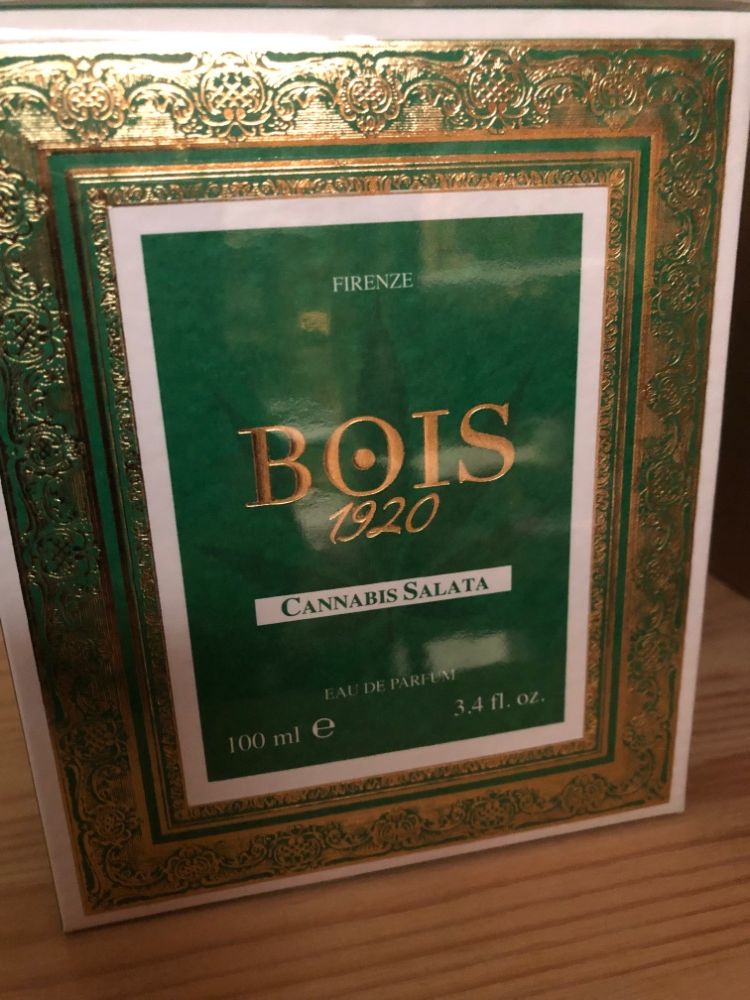 FIRENZE
BOIS
1920
CANNABIS SALATA
EAU DE PARFUM
100 ml ℮
3.4 fl. oz.